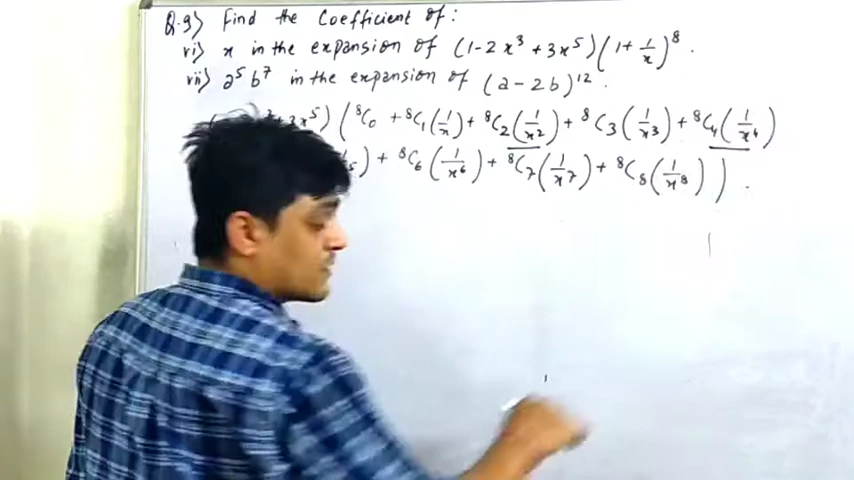 Q.9) Find the Coefficient of :
vi) x in the expansion of (1-2x³+3x⁵)(1+1/x)⁸.
vii) a⁵b⁷ in the expansion of (a-2b)¹².
3x⁵)(⁸C₀ + ⁸C₁(1/x) + ⁸C₂(1/x²) + ⁸C₃(1/x³) + ⁸C₄(1/x⁴)
) + ⁸C₆(1/x⁶) + ⁸C₇(1/x⁷) + ⁸C₈(1/x⁸)).